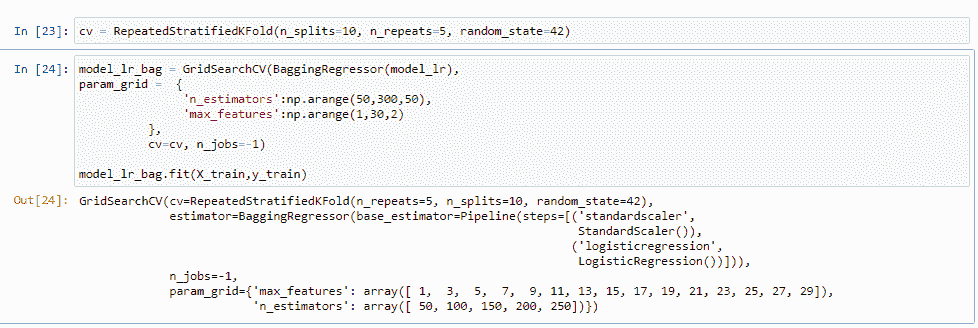 In [23]: cv = RepeatedStratifiedKFold(n_splits=10, n_repeats=5, random_state=42)
In [24]: model_lr_bag = GridSearchCV(BaggingRegressor(model_lr),
param_grid = {
'n_estimators':np.arange(50,300,50),
'max_features':np.arange(1,30,2)
},
cv=cv, n_jobs=-1)
model_lr_bag.fit(X_train,y_train)
Out[24]: GridSearchCV(cv=RepeatedStratifiedKFold(n_repeats=5, n_splits=10, random_state=42),
estimator=BaggingRegressor(base_estimator=Pipeline(steps=[('standardscaler',
StandardScaler()),
('logisticregression',
LogisticRegression())])),
n_jobs=-1,
param_grid={'max_features': array([ 1, 3, 5, 7, 9, 11, 13, 15, 17, 19, 21, 23, 25, 27, 29]),
'n_estimators': array([ 50, 100, 150, 200, 250])})